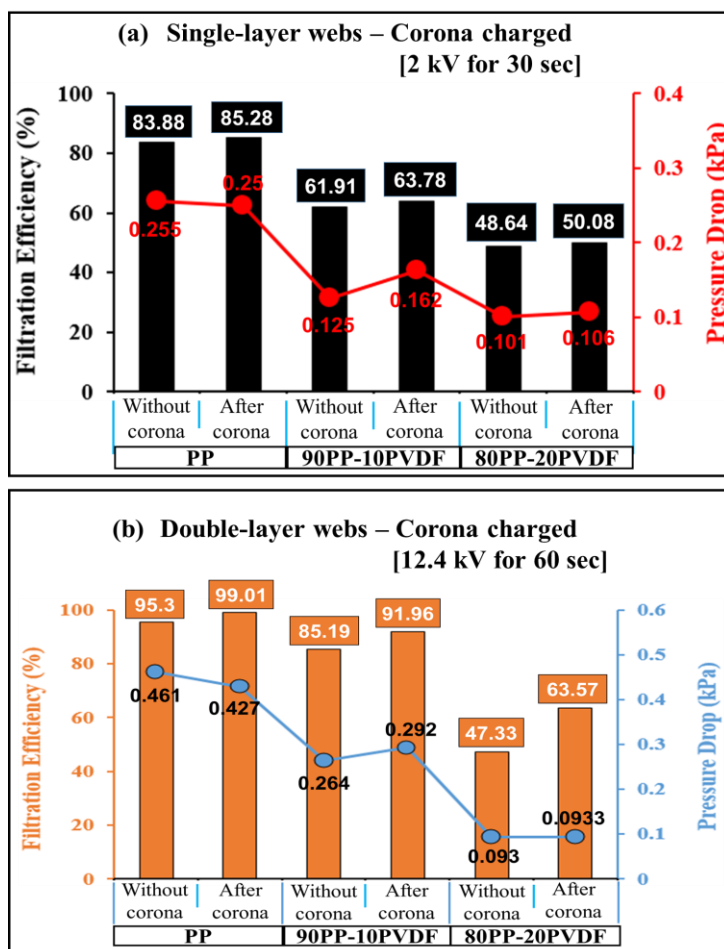 (a) Single-layer webs – Corona charged
[2 kV for 30 sec]
Filtration Efficiency (%)
100
80
60
40
20
0
83.88
85.28
61.91
63.78
48.64
50.08
0.255
0.25
0.125
0.162
0.101
0.106
0.4
0.3
0.2
0.1
0
Pressure Drop (kPa)
Without corona
After corona
Without corona
After corona
Without corona
After corona
PP
90PP-10PVDF
80PP-20PVDF
(b) Double-layer webs – Corona charged
[12.4 kV for 60 sec]
Filtration Efficiency (%)
100
80
60
40
20
0
95.3
99.01
85.19
91.96
47.33
63.57
0.461
0.427
0.264
0.292
0.093
0.0933
0.6
0.5
0.4
0.3
0.2
0.1
0
Pressure Drop (kPa)
Without corona
After corona
Without corona
After corona
Without corona
After corona
PP
90PP-10PVDF
80PP-20PVDF